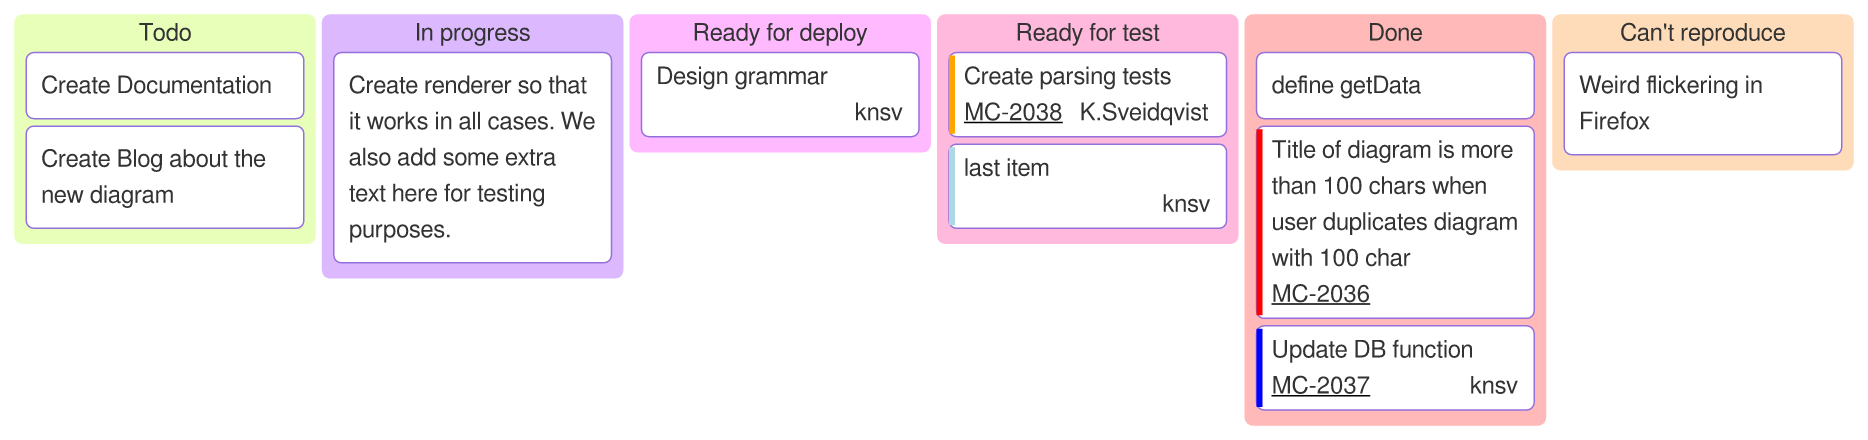 Todo
Create Documentation
Create Blog about the
new diagram
In progress
Create renderer so that
it works in all cases. We
also add some extra
text here for testing
purposes.
Ready for deploy
Design grammar
knsv
Ready for test
Create parsing tests
MC-2038 K.Sveidqvist
last item
knsv
Done
define getData
Title of diagram is more
than 100 chars when
user duplicates diagram
with 100 char
MC-2036
Update DB function
MC-2037 knsv
Can't reproduce
Weird flickering in
Firefox